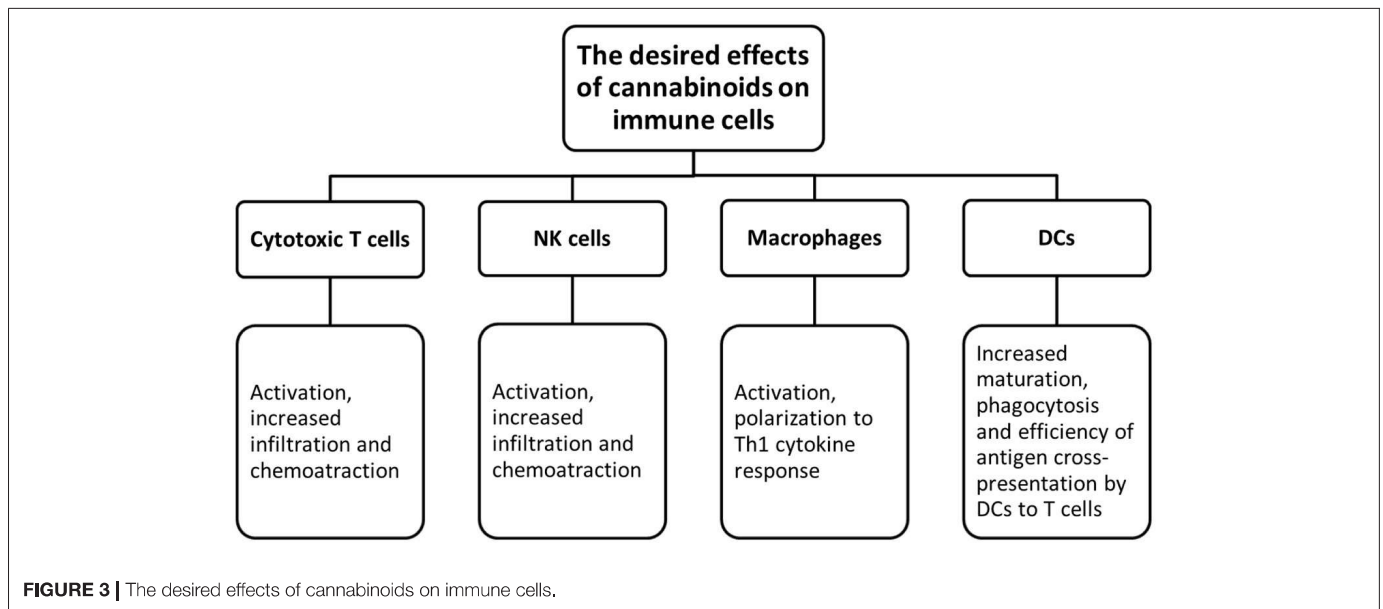 The desired effects
of cannabinoids on
immune cells
Cytotoxic T cells
NK cells
Macrophages
DCs
Activation,
increased
infiltration and
chemoatraction
Activation,
increased
infiltration and
chemoatraction
Activation,
polarization to
Th1 cytokine
response
Increased
maturation,
phagocytosis
and efficiency of
antigen cross-
presentation by
DCs to T cells
FIGURE 3 | The desired effects of cannabinoids on immune cells.